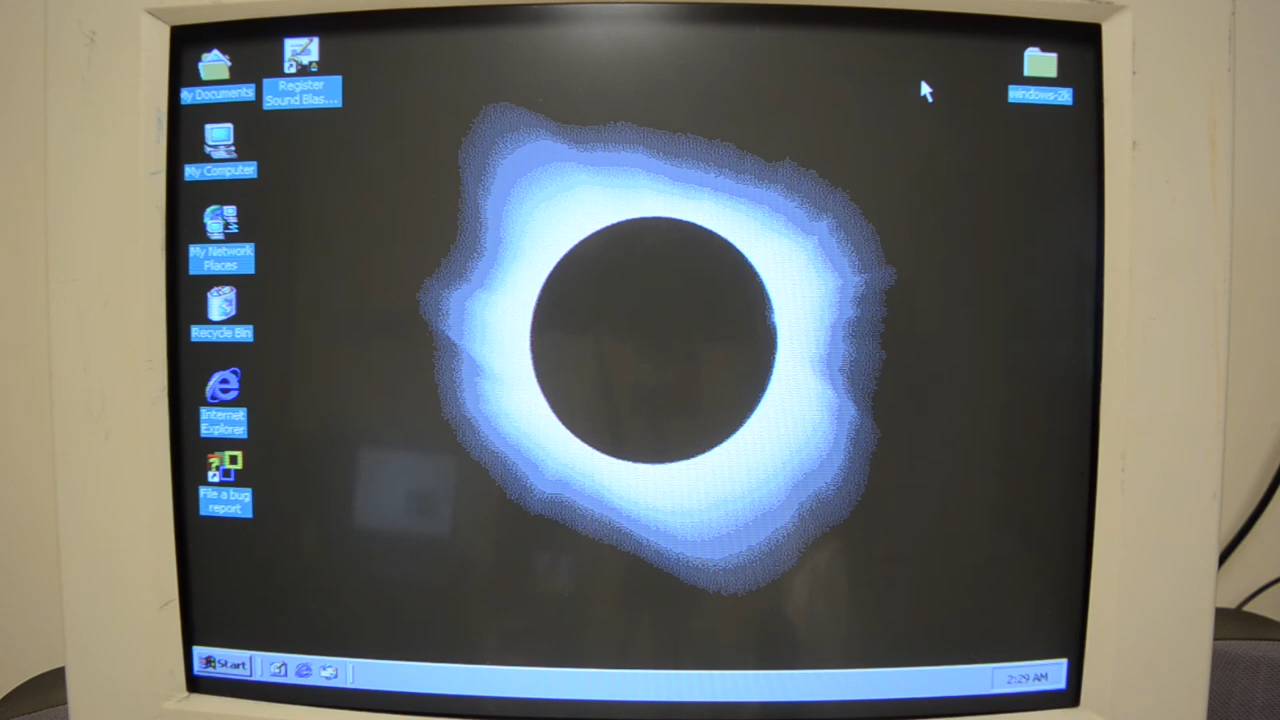 My Documents
Register
Sound Blas...
windows-2k
My Computer
My Network
Places
Recycle Bin
Internet
Explorer
File a bug
report
Start
2:29 AM